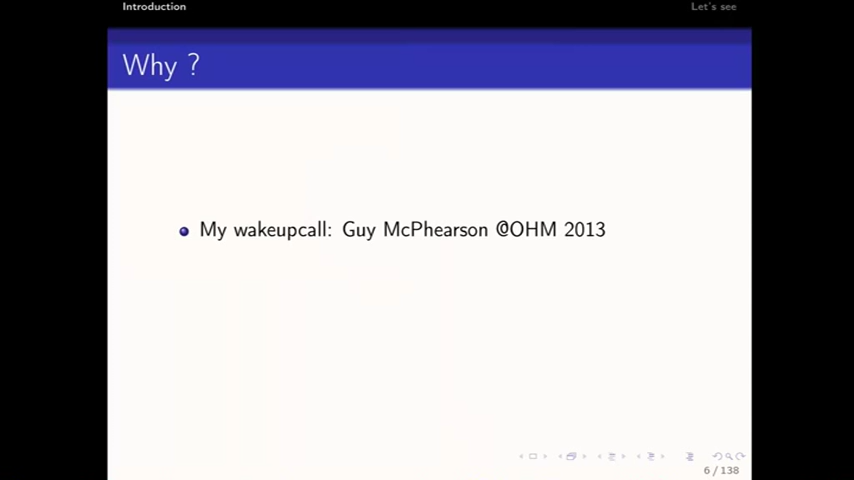 Introduction
Let's see
Why ?
My wakeupcall: Guy McPhearson @OHM 2013
6 / 138